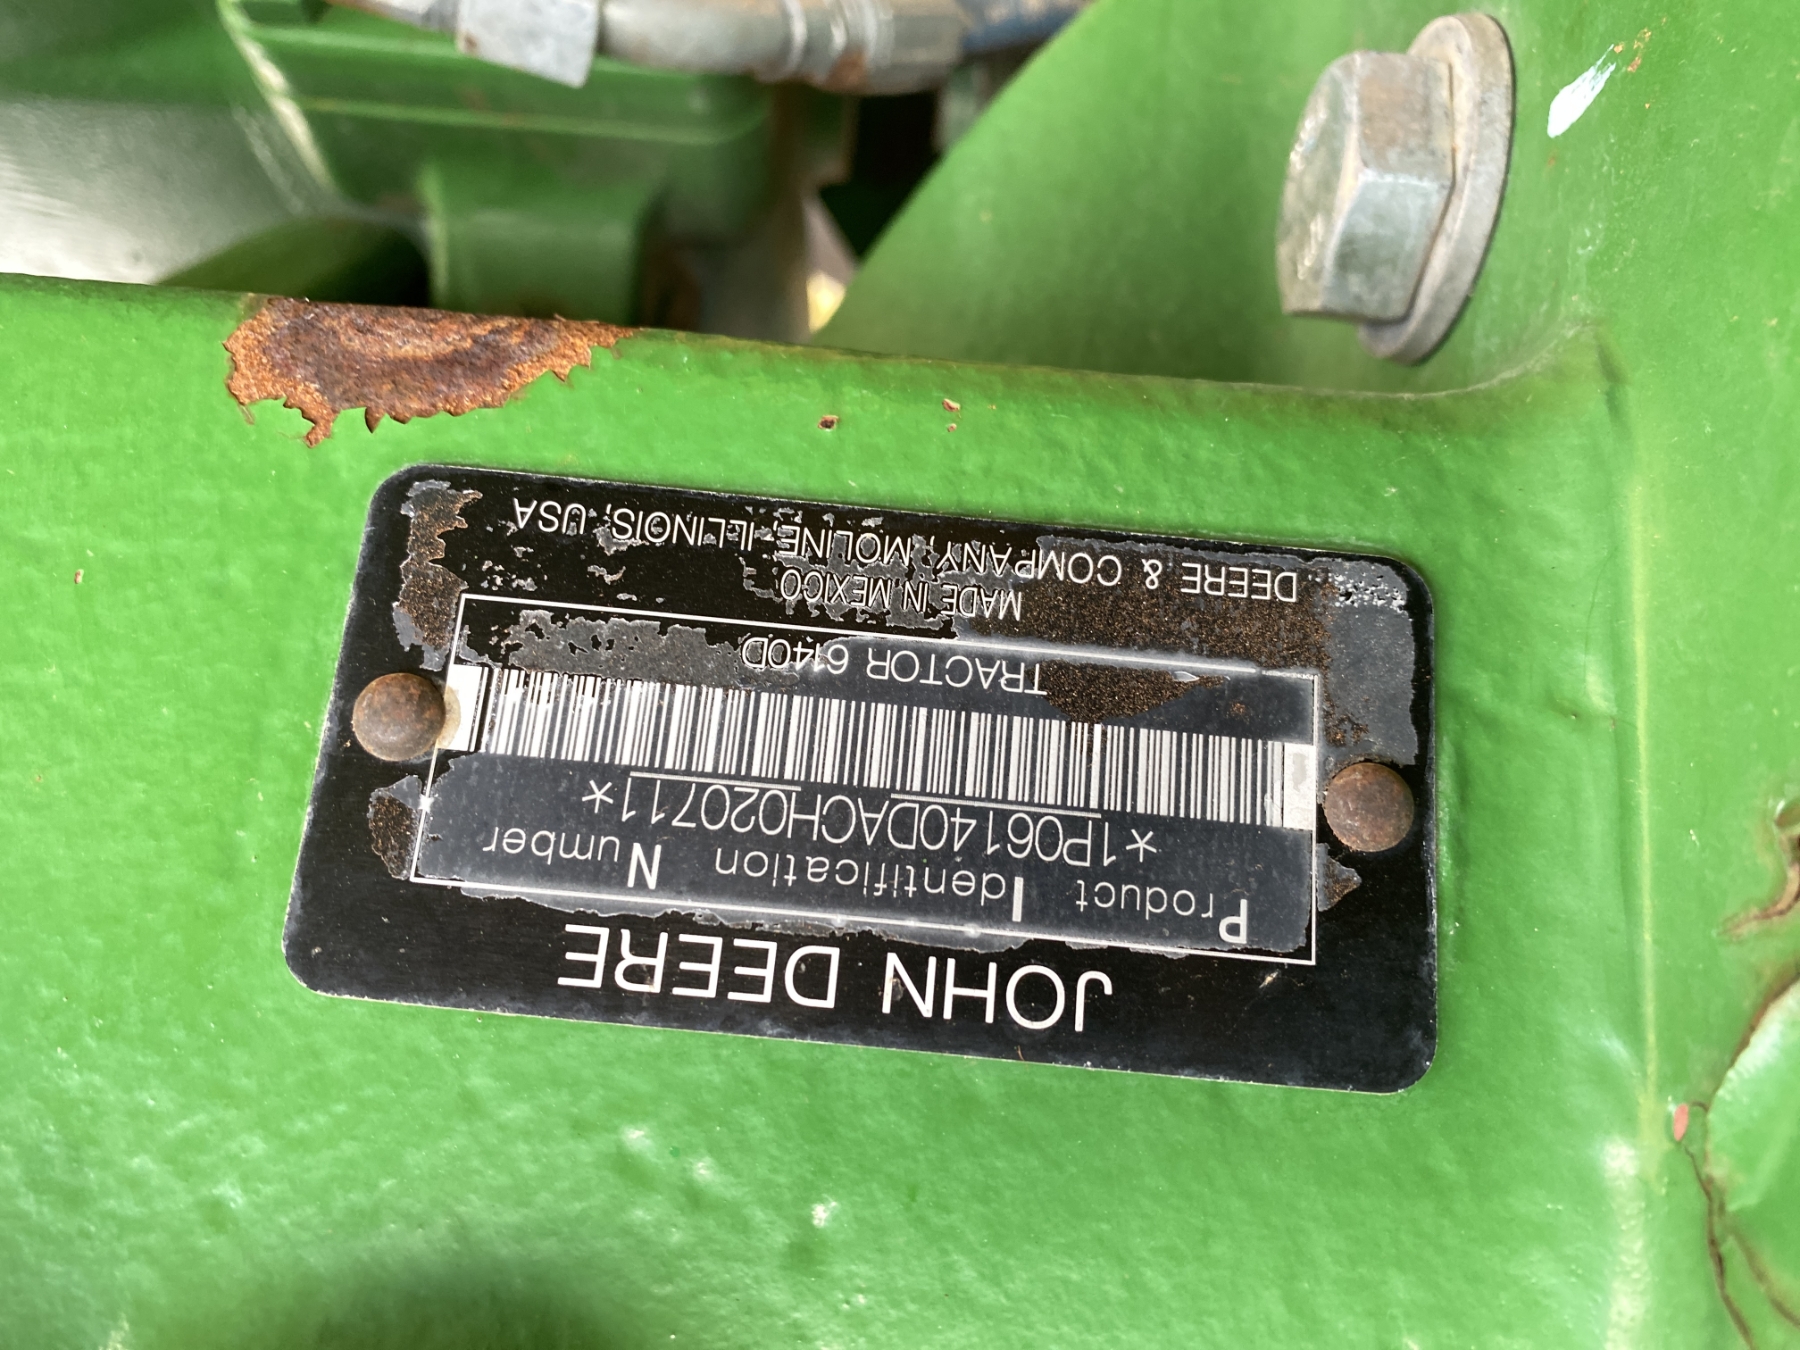 JOHN DEERE
Product Identification Number
*1P06140DACH020711*
TRACTOR 6140D
MADE IN MEXICO
DEERE & COMPANY, MOLINE, ILLINOIS, USA